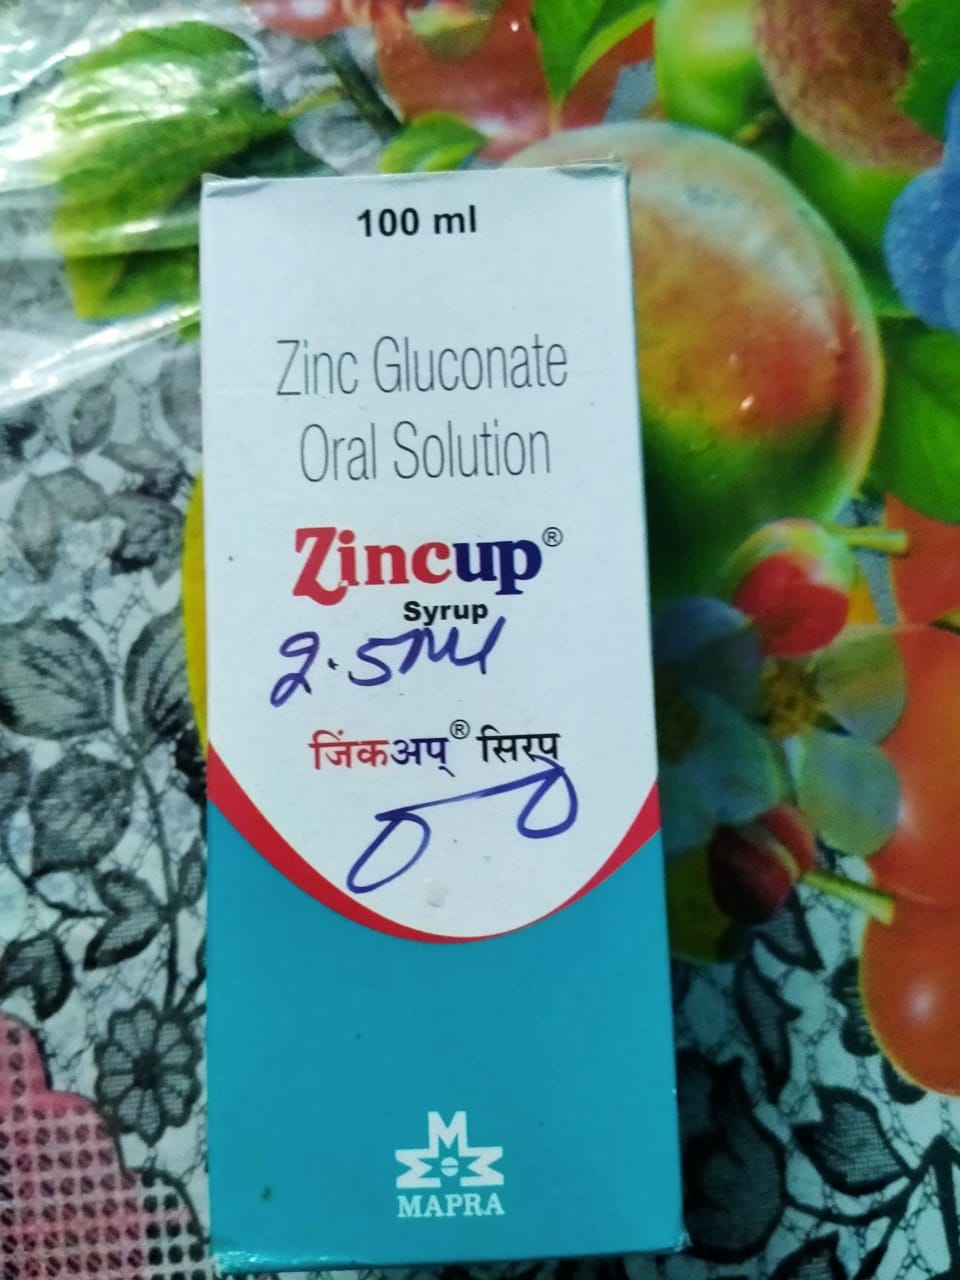 100 ml
Zinc Gluconate
Oral Solution
Zincup®
Syrup
2.5ml
जिंकअप्® सिरप
MAPRA